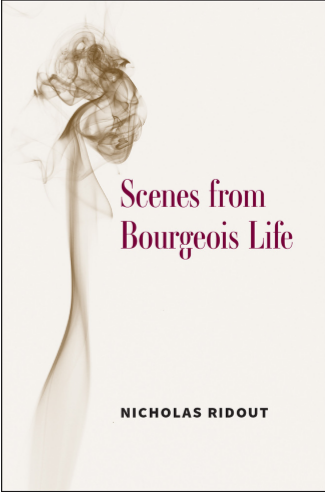 Scenes from
Bourgeois Life
NICHOLAS RIDOUT